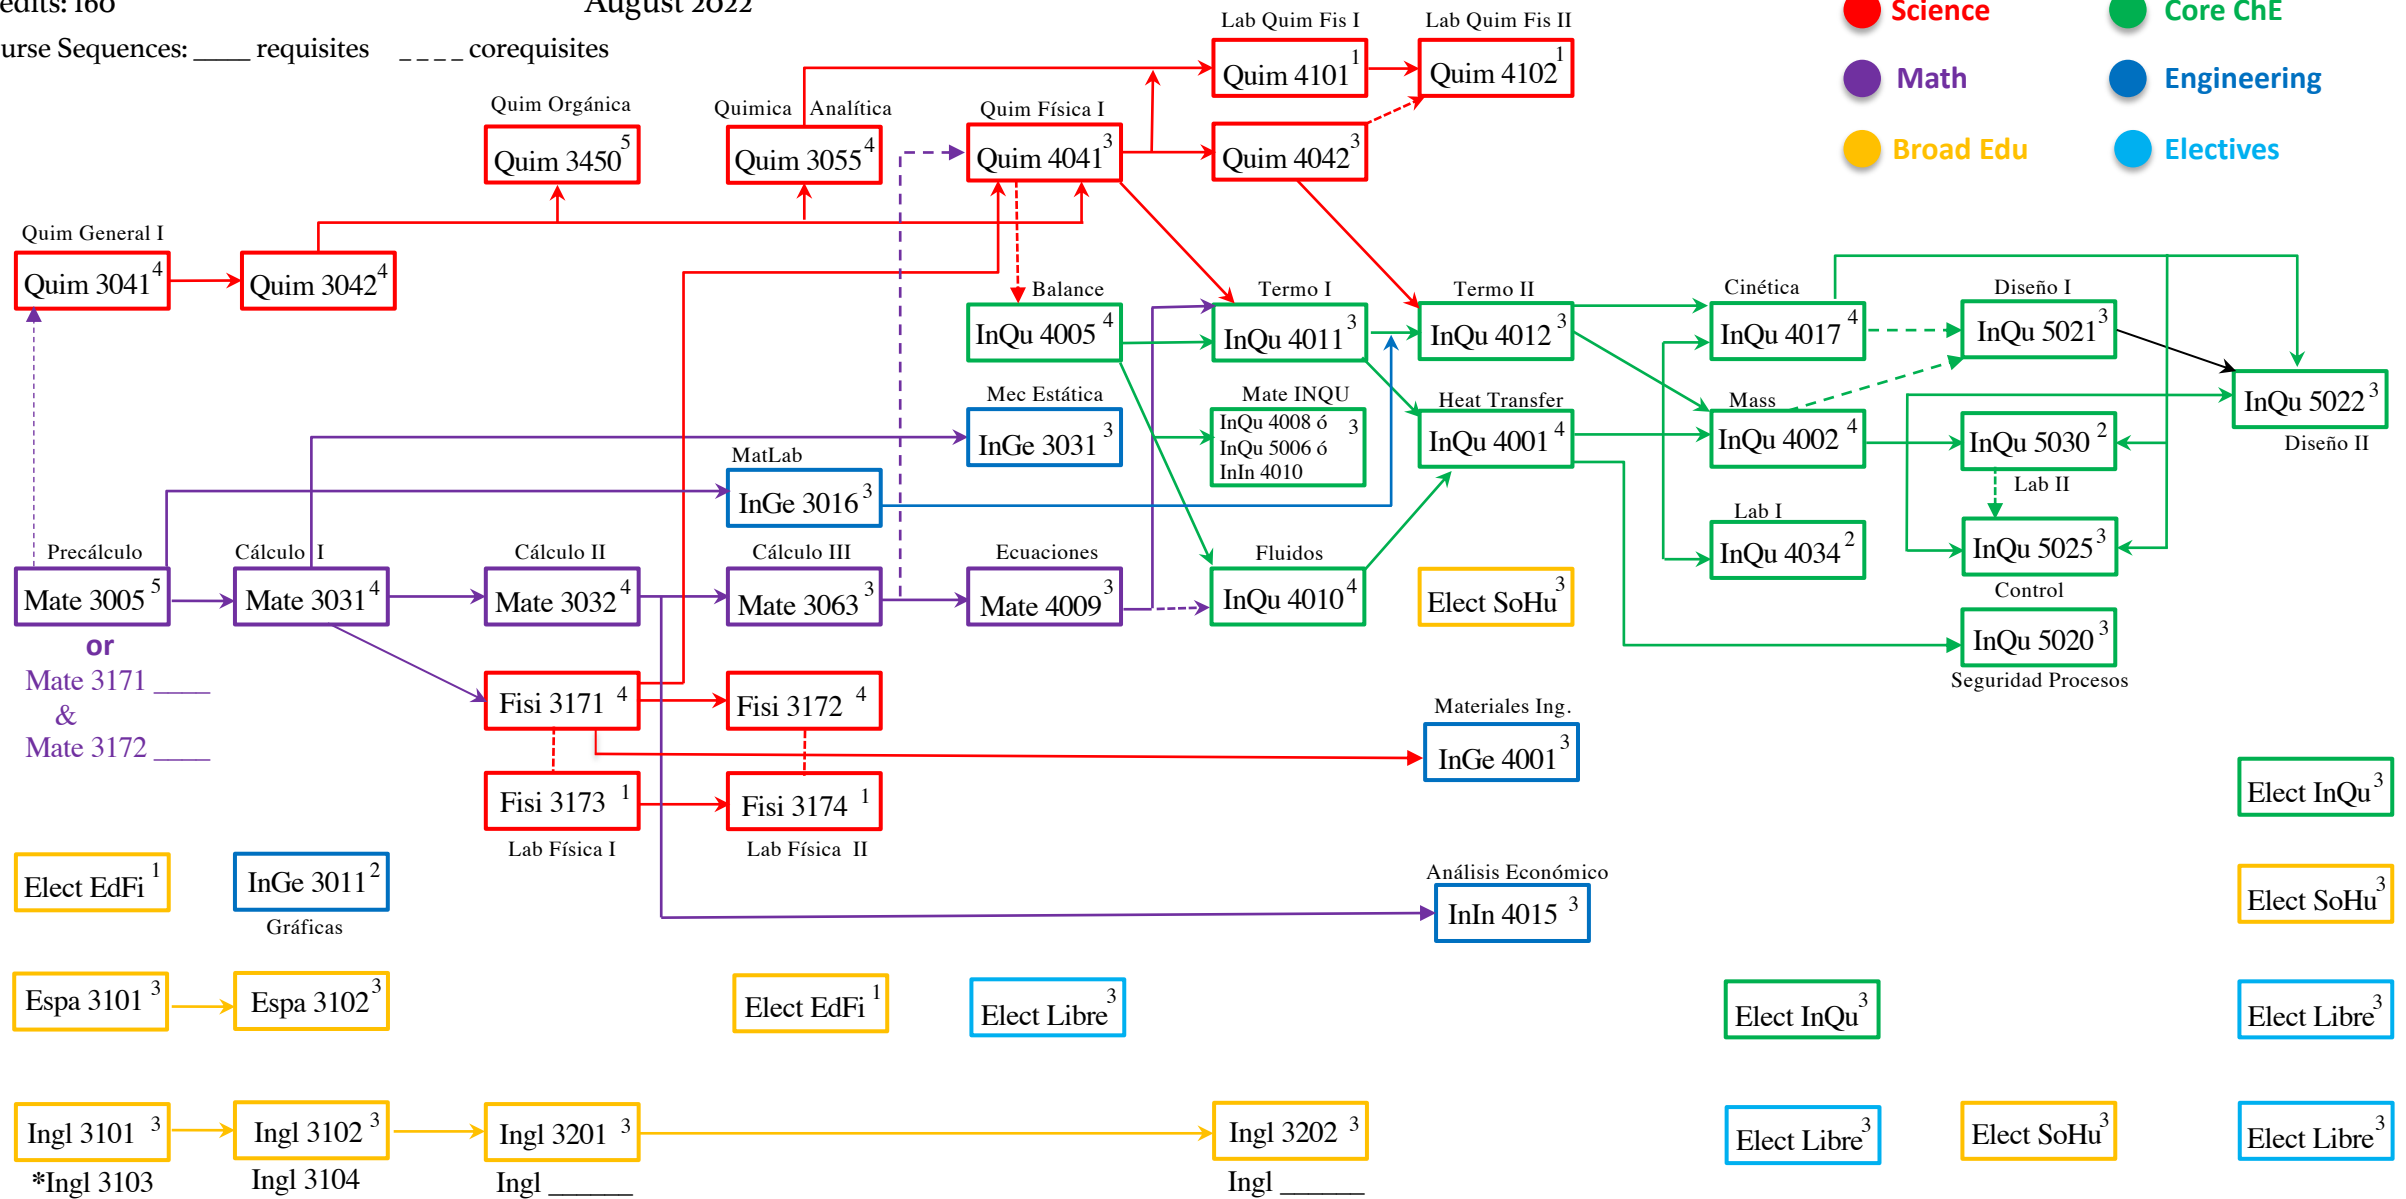 edits: 160
August 2022
urse Sequences: ____ requisites ____ corequisites
Science
Core ChE
Math
Engineering
Broad Edu
Electives
Lab Quim Fis I
Lab Quim Fis II
Quim 4101 1
Quim 4102 1
Quim Orgánica
Quimica Analítica
Quim Física I
Quim 3450 5
Quim 3055 4
Quim 4041 3
Quim 4042 3
Quim General I
Quim 3041 4
Quim 3042 4
Balance
Termo I
Termo II
Cinética
Diseño I
InQu 4005 4
InQu 4011 3
InQu 4012 3
InQu 4017 4
InQu 5021 3
InQu 5022 3
Diseño II
Mec Estática
Mate INQU
Heat Transfer
Mass
InGe 3031 3
InQu 4008 ó 3
InQu 5006 ó
InIn 4010
InQu 4001 4
InQu 4002 4
InQu 5030 2
Lab II
MatLab
InGe 3016 3
Lab I
InQu 4034 2
InQu 5025 3
Control
Precálculo
Cálculo I
Cálculo II
Cálculo III
Ecuaciones
Fluidos
Mate 3005 5
Mate 3031 4
Mate 3032 4
Mate 3063 3
Mate 4009 3
InQu 4010 4
Elect SoHu 3
InQu 5020 3
Seguridad Procesos
or
Mate 3171 ____
&
Mate 3172 ____
Fisi 3171 4
Fisi 3172 4
Materiales Ing.
InGe 4001 3
Fisi 3173 1
Fisi 3174 1
Lab Física I
Lab Física II
Elect InQu 3
Elect EdFi 1
InGe 3011 2
Gráficas
Análisis Económico
InIn 4015 3
Elect SoHu 3
Espa 3101 3
Espa 3102 3
Elect EdFi 1
Elect Libre 3
Elect InQu 3
Elect Libre 3
Ingl 3101 3
Ingl 3102 3
Ingl 3201 3
Ingl 3202 3
Elect Libre 3
Elect SoHu 3
Elect Libre 3
*Ingl 3103
Ingl 3104
Ingl ______
Ingl ______